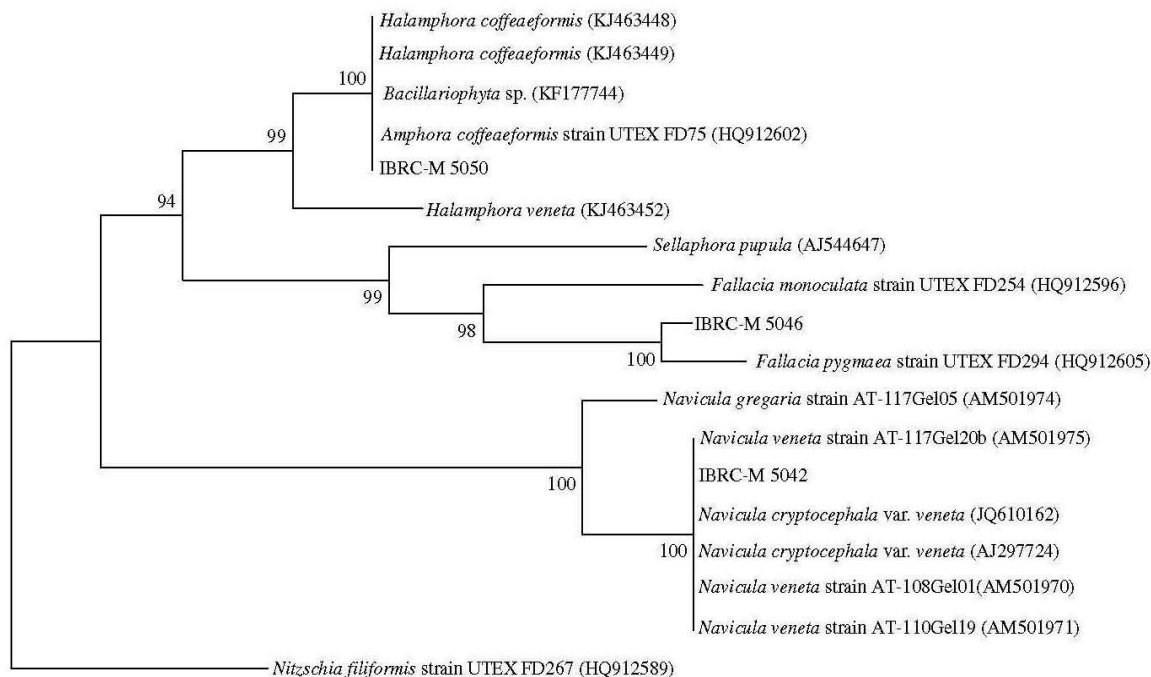 Halamphora coffeaeformis (KJ463448)
Halamphora coffeaeformis (KJ463449)
100
Bacillariophyta sp. (KF177744)
99
Amphora coffeaeformis strain UTEX FD75 (HQ912602)
IBRC-M 5050
94
Halamphora veneta (KJ463452)
Sellaphora pupula (AJ544647)
99
Fallacia monoculata strain UTEX FD254 (HQ912596)
98
IBRC-M 5046
100
Fallacia pygmaea strain UTEX FD294 (HQ912605)
Navicula gregaria strain AT-117Gel05 (AM501974)
Navicula veneta strain AT-117Gel20b (AM501975)
100
IBRC-M 5042
Navicula cryptocephala var. veneta (JQ610162)
100
Navicula cryptocephala var. veneta (AJ297724)
Navicula veneta strain AT-108Gel01(AM501970)
Navicula veneta strain AT-110Gel19 (AM501971)
Nitzschia filiformis strain UTEX FD267 (HQ912589)